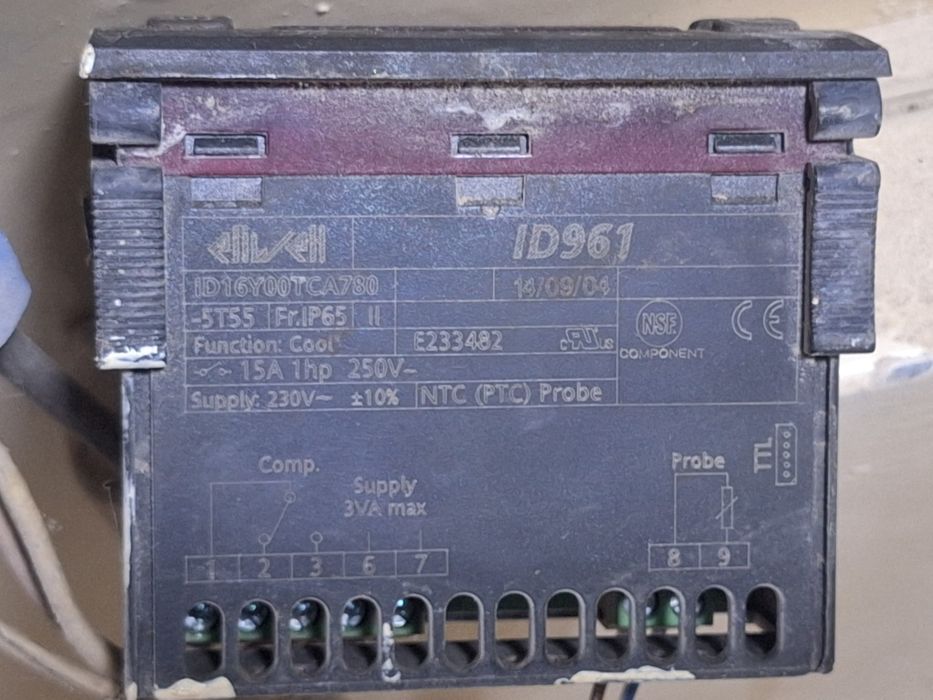 eliwell ID961
ID16Y00TCA780 14/09/04
-5T55 Fr.IP65 II
Function: Cool E233482 c RU us NSF CE
COMPONENT
15A 1hp 250V~
Supply: 230V~ ±10% NTC (PTC) Probe
Comp. Probe TTL
Supply
3VA max
1 2 3 6 7 8 9